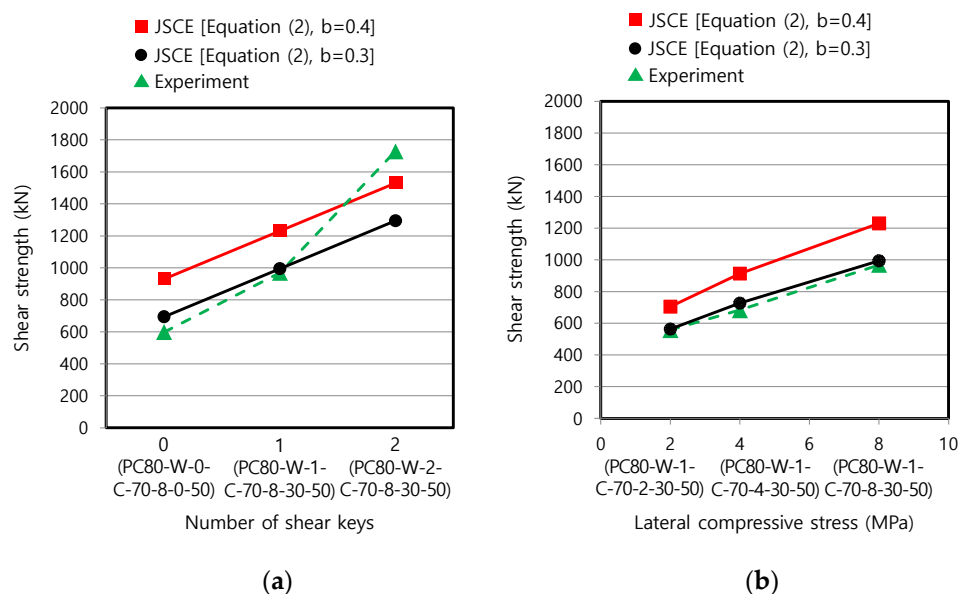 JSCE [Equation (2), b=0.4]
JSCE [Equation (2), b=0.3]
Experiment
2000
1800
1600
1400
1200
1000
800
600
400
200
0
Shear strength (kN)
0
1
2
(PC80-W-0-
C-70-8-0-50)
(PC80-W-1-
C-70-8-30-50)
(PC80-W-2-
C-70-8-30-50)
Number of shear keys
(a)
JSCE [Equation (2), b=0.4]
JSCE [Equation (2), b=0.3]
Experiment
2000
1800
1600
1400
1200
1000
800
600
400
200
0
Shear strength (kN)
0
2
4
6
8
10
(PC80-W-1-
C-70-2-30-50)
(PC80-W-1-
C-70-4-30-50)
(PC80-W-1-
C-70-8-30-50)
Lateral compressive stress (MPa)
(b)